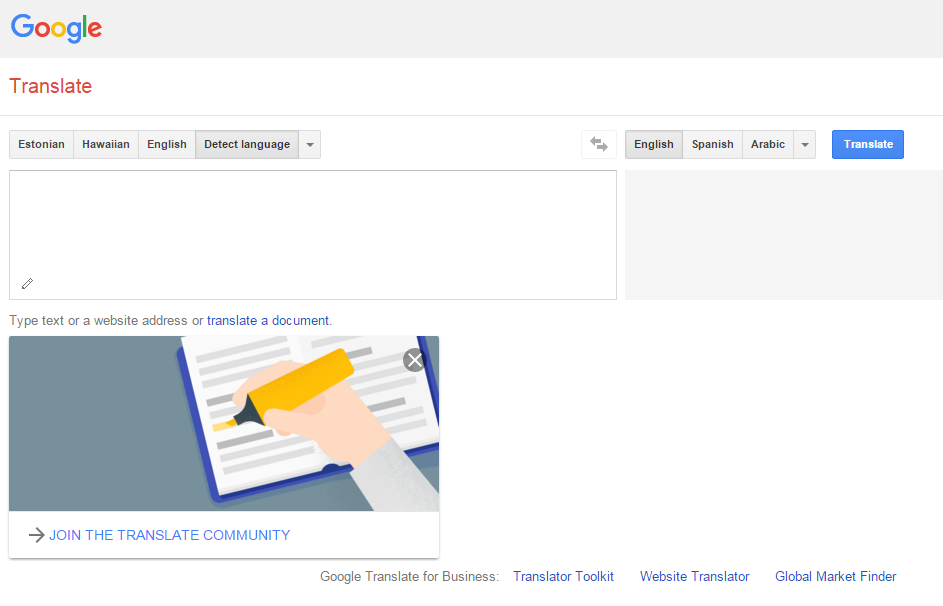 Google
Translate
Estonian Hawaiian English Detect language English Spanish Arabic Translate
Type text or a website address or translate a document.
JOIN THE TRANSLATE COMMUNITY
Google Translate for Business: Translator Toolkit Website Translator Global Market Finder